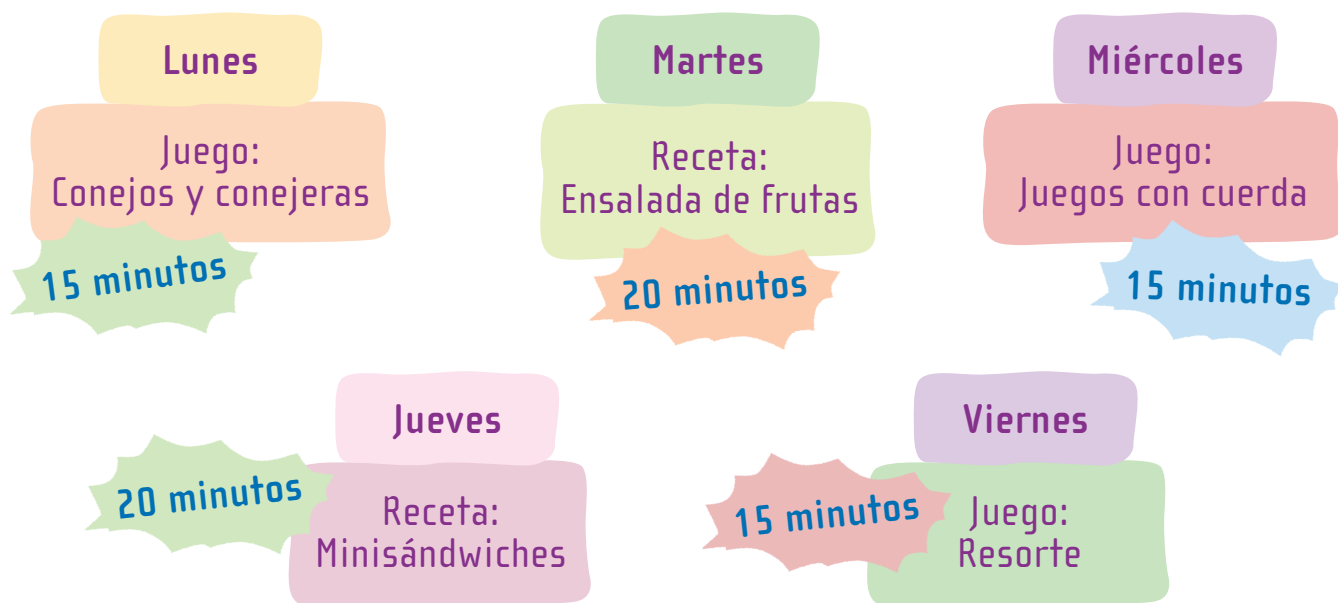 Lunes
Juego:
Conejos y conejeras
15 minutos
Martes
Receta:
Ensalada de frutas
20 minutos
Miércoles
Juego:
Juegos con cuerda
15 minutos
Jueves
20 minutos
Receta:
Minisándwiches
Viernes
15 minutos
Juego:
Resorte